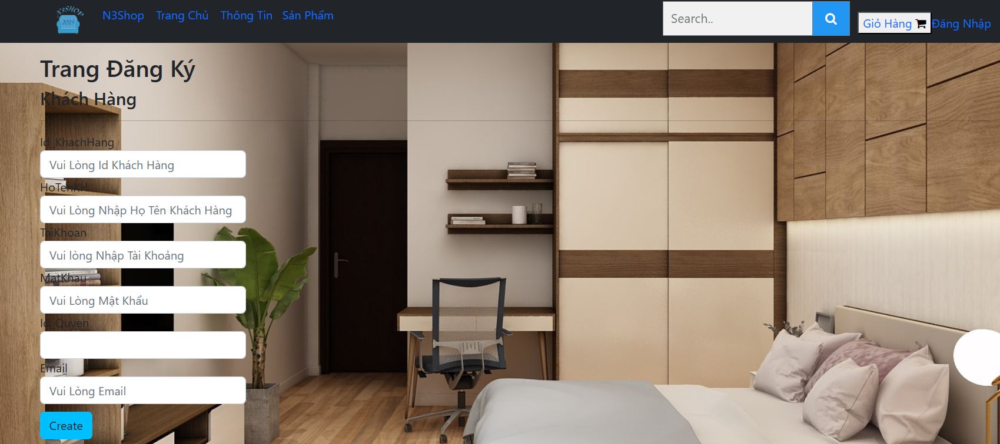 N3SHOP
2023
N3Shop Trang Chủ Thông Tin Sản Phẩm
Search..
Giỏ Hàng Đăng Nhập
Trang Đăng Ký
Khách Hàng
Id_KhachHang
Vui Lòng Id Khách Hàng
HoTenKH
Vui Lòng Nhập Họ Tên Khách Hàng
TaiKhoan
Vui lòng Nhập Tài Khoảng
MatKhau
Vui Lòng Mật Khẩu
Id_Quyen
Email
Vui Lòng Email
Create